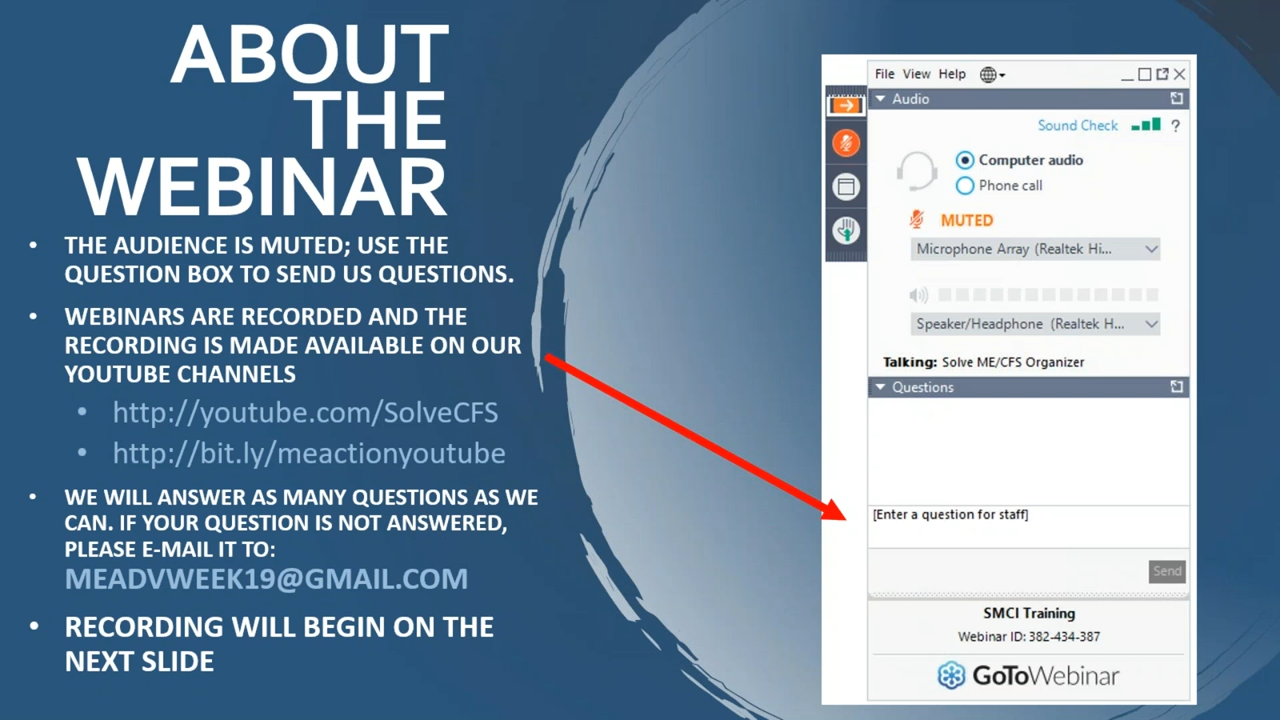 ABOUT
THE
WEBINAR
• THE AUDIENCE IS MUTED; USE THE
QUESTION BOX TO SEND US QUESTIONS.
• WEBINARS ARE RECORDED AND THE
RECORDING IS MADE AVAILABLE ON OUR
YOUTUBE CHANNELS
• http://youtube.com/SolveCFS
• http://bit.ly/meactionyoutube
• WE WILL ANSWER AS MANY QUESTIONS AS WE
CAN. IF YOUR QUESTION IS NOT ANSWERED,
PLEASE E-MAIL IT TO:
MEADVWEEK19@GMAIL.COM
• RECORDING WILL BEGIN ON THE
NEXT SLIDE
File View Help
Audio
Sound Check ?
Computer audio
Phone call
MUTED
Microphone Array (Realtek Hi...
Speaker/Headphone (Realtek H...
Talking: Solve ME/CFS Organizer
Questions
[Enter a question for staff]
Send
SMCI Training
Webinar ID: 382-434-387
GoToWebinar